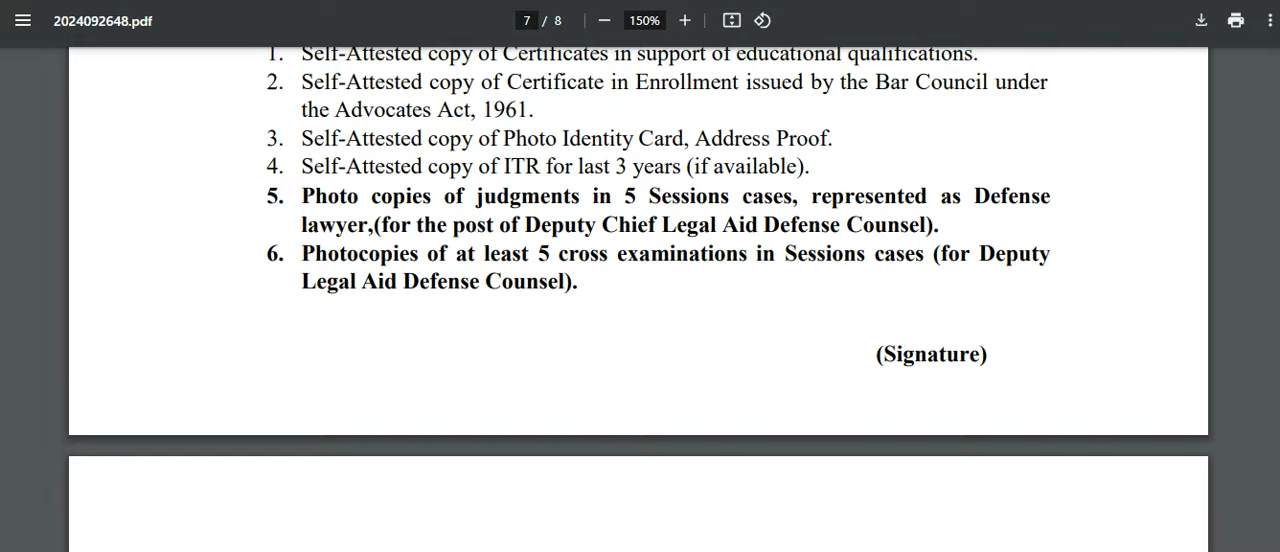 2024092648.pdf
7 / 8
150%
1. Self-Attested copy of Certificates in support of educational qualifications.
2. Self-Attested copy of Certificate in Enrollment issued by the Bar Council under
the Advocates Act, 1961.
3. Self-Attested copy of Photo Identity Card, Address Proof.
4. Self-Attested copy of ITR for last 3 years (if available).
5. Photo copies of judgments in 5 Sessions cases, represented as Defense
lawyer,(for the post of Deputy Chief Legal Aid Defense Counsel).
6. Photocopies of at least 5 cross examinations in Sessions cases (for Deputy
Legal Aid Defense Counsel).
(Signature)